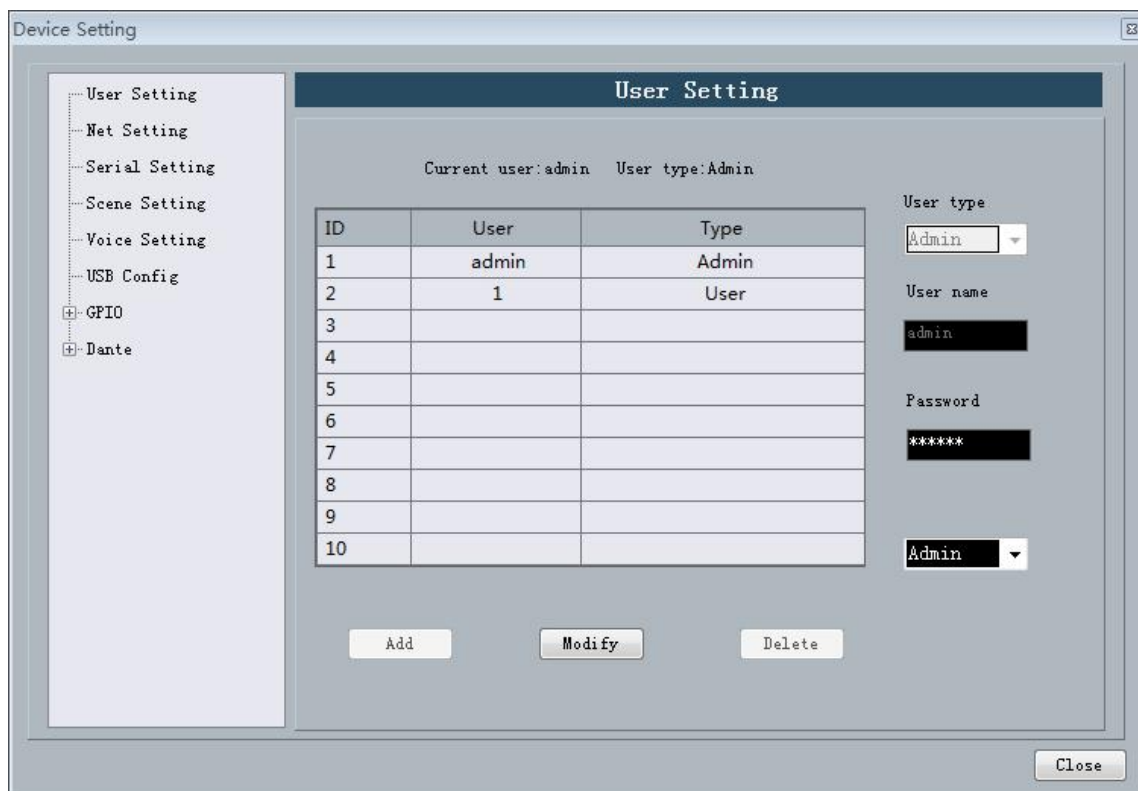 Device Setting
User Setting
Net Setting
Serial Setting
Scene Setting
Voice Setting
USB Config
GPIO
Dante
User Setting
Current user:admin User type:Admin
ID User Type
1 admin Admin
2 1 User
3
4
5
6
7
8
9
10
User type
Admin
User name
admin
Password
******
Admin
Add Modify Delete
Close